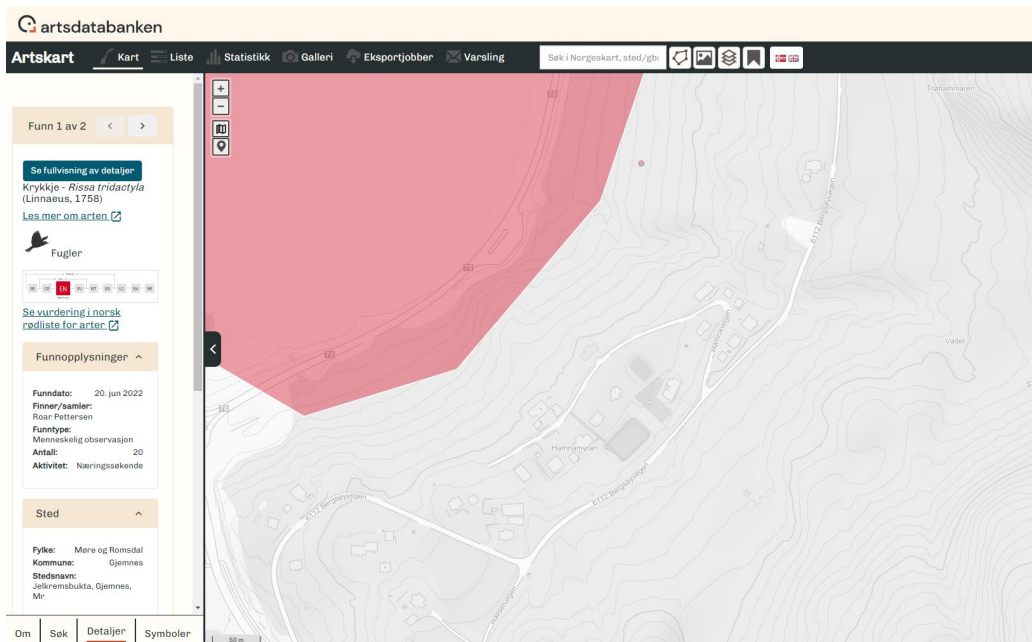 artsdatabanken
Artskart
Kart
Liste
Statistikk
Galleri
Eksportjobber
Varsling
Søk i Norgeskart, sted/gb
Funn 1 av 2
<
>
Se fullvisning av detaljer
Krykkje - Rissa tridactyla
(Linnaeus, 1758)
Les mer om arten
Fugler
RE CR EN VU NT DD LC NA NE
Se vurdering i norsk
rødliste for arter
Funnopplysninger
Funndato: 20. jun 2022
Finner/samler:
Roar Pettersen
Funntype:
Menneskelig observasjon
Antall: 20
Aktivitet: Næringssøkende
Sted
Fylke: Møre og Romsdal
Kommune: Gjemnes
Stedsnavn:
Jelkremsbukta, Gjemnes,
Mr
Om
Søk
Detaljer
Symboler
+
−
70
70
70
70
6112 Bergsøyvegen
Hamnavegen
Vadet
Hamnamyran
6112 Bergsøyvegen
6112 Bergsøyvegen
50 m